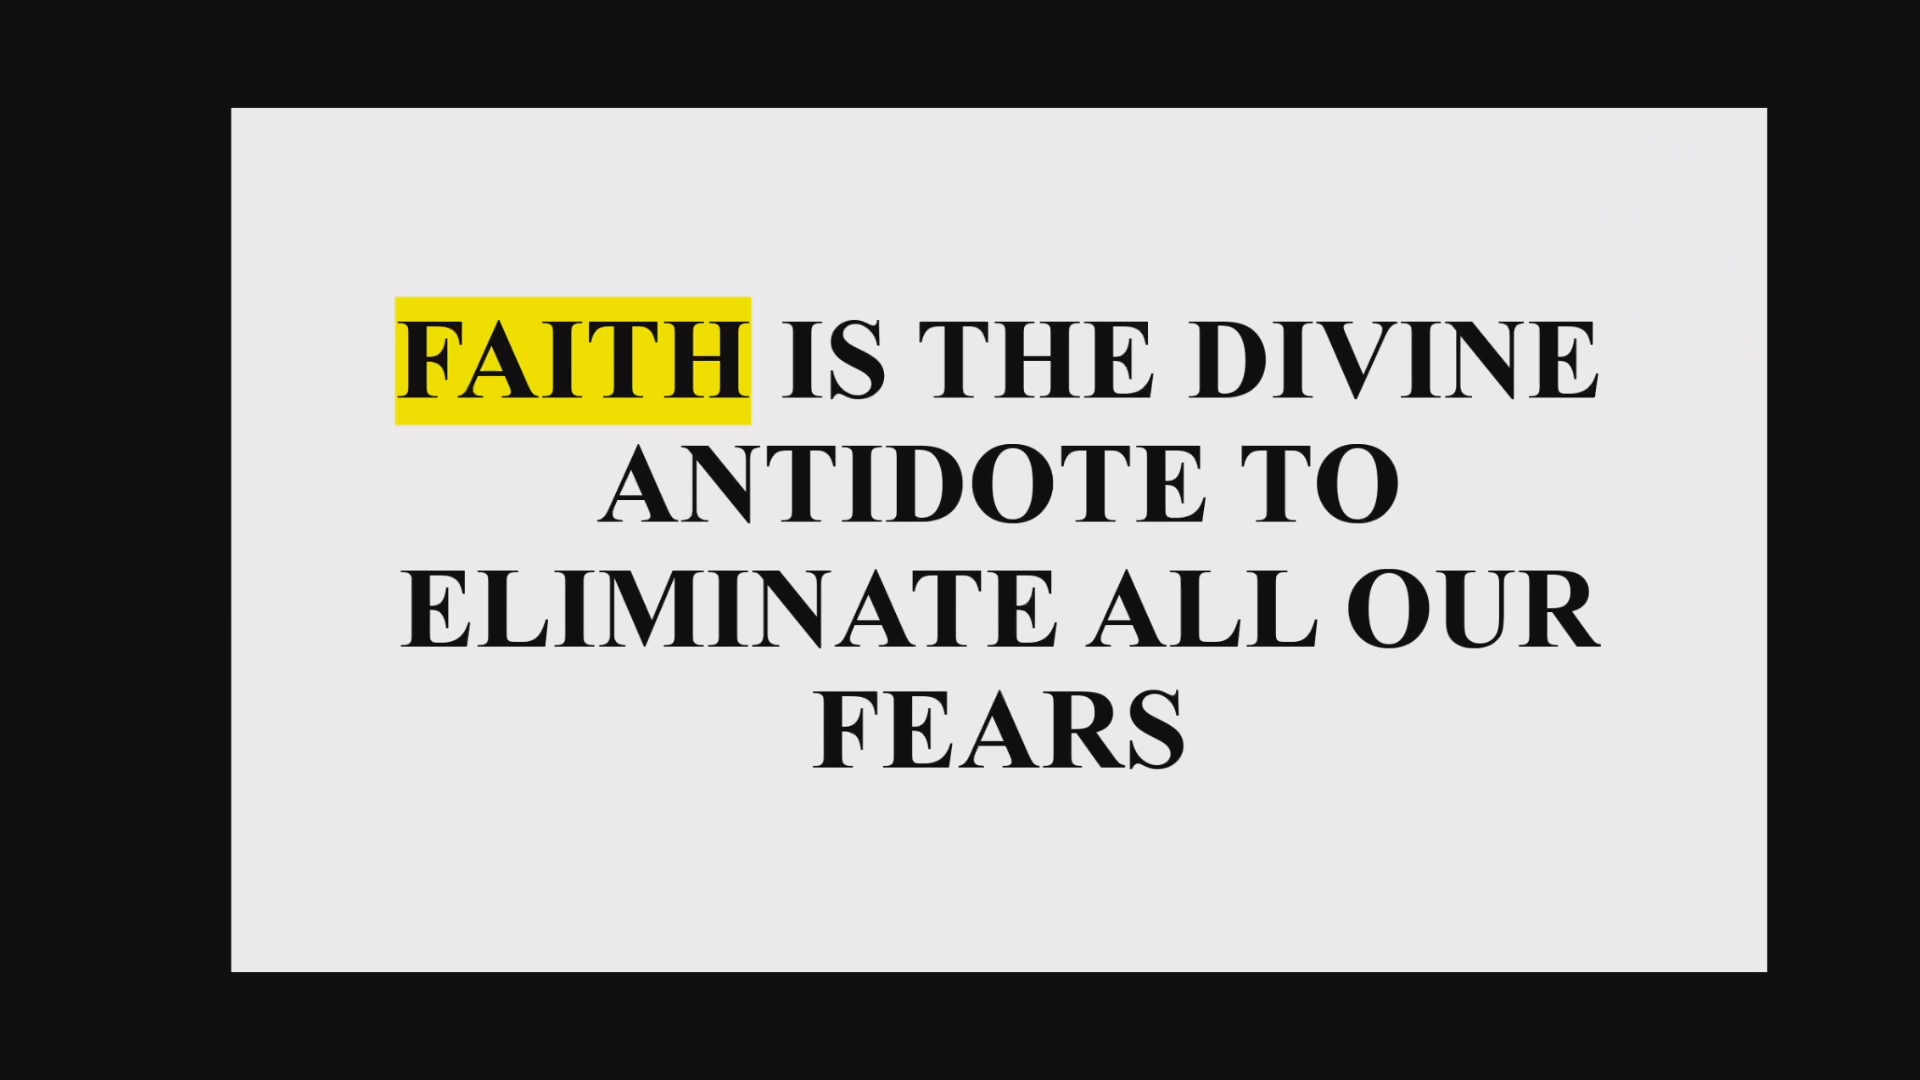 FAITH IS THE DIVINE
ANTIDOTE TO
ELIMINATE ALL OUR
FEARS